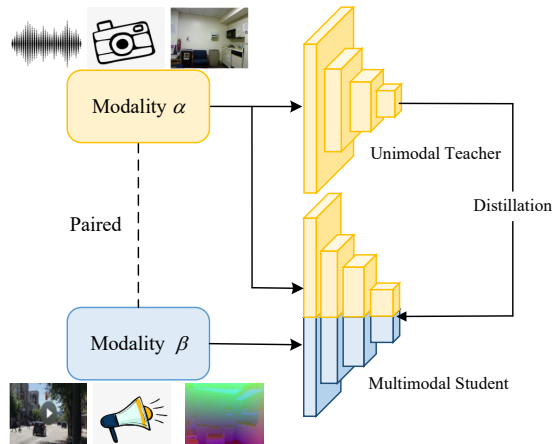 Modality α
Unimodal Teacher
Paired
Distillation
Modality β
Multimodal Student